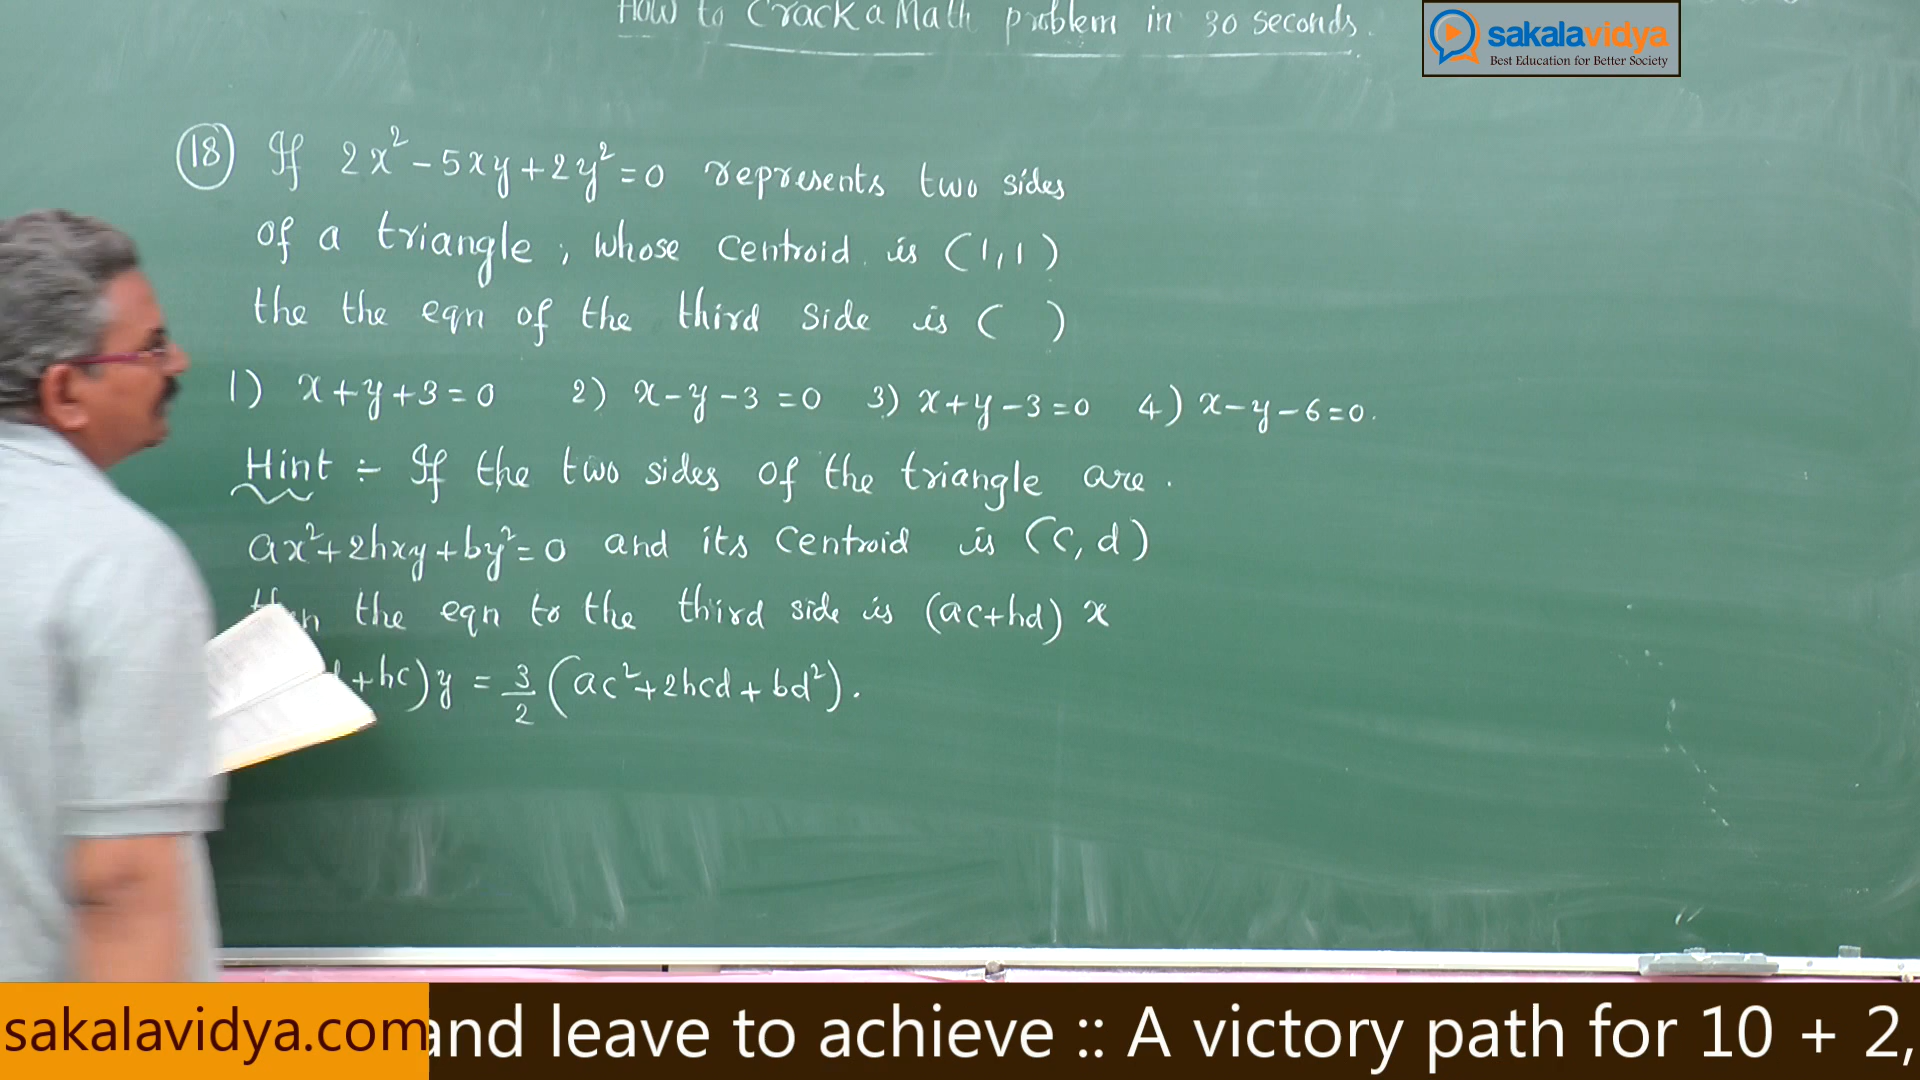 How to Crack a Math problem in 30 seconds.
sakalavidya
Best Education for Better Society
(18) If 2x² - 5xy + 2y² = 0 represents two sides
of a triangle, whose centroid is (1,1)
the the eqn of the third side is ( )
1) x+y+3=0 2) x-y-3=0 3) x+y-3=0 4) x-y-6=0.
Hint :- If the two sides of the triangle are.
ax²+2hxy+by²=0 and its centroid is (c, d)
the eqn to the third side is (ac+hd) x
+hc)y = 3/2 (ac²+2hcd+bd²).
sakalavidya.com and leave to achieve :: A victory path for 10 + 2,